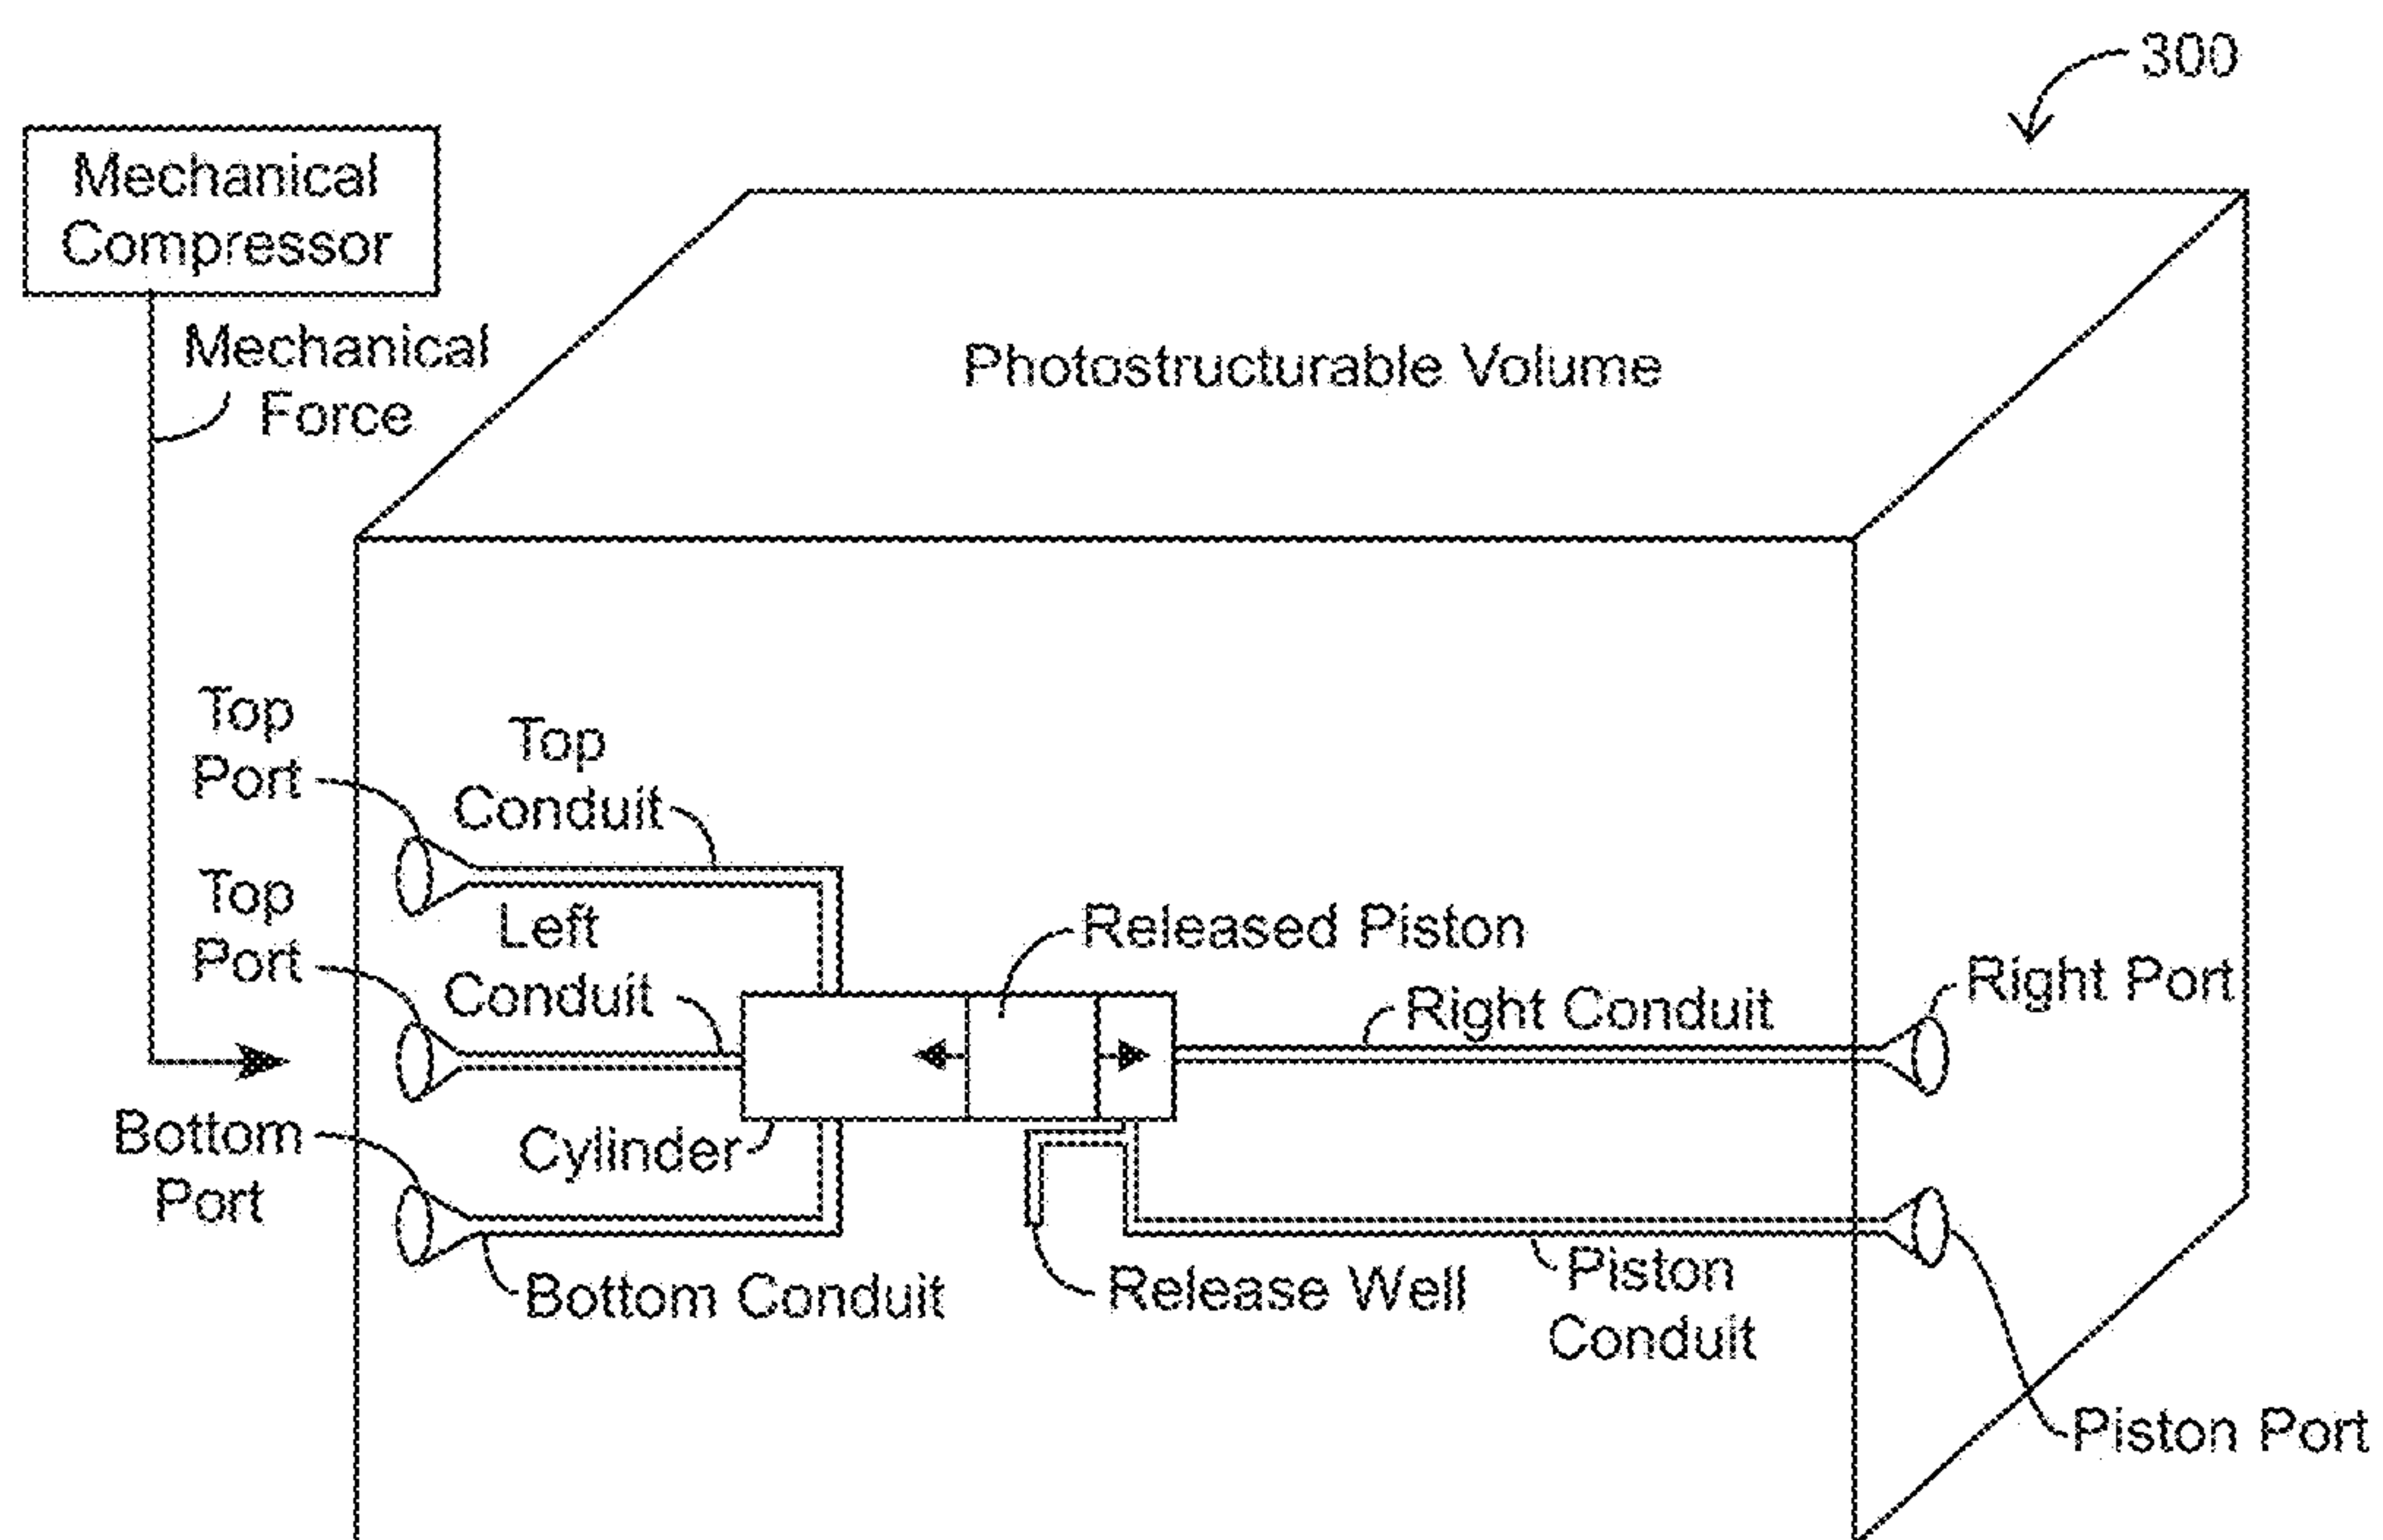 300
Mechanical
Compressor
Mechanical
Force
Photostructurable Volume
Top
Port
Top
Conduit
Top
Port
Left
Conduit
Released Piston
Right Conduit
Right Port
Bottom
Port
Cylinder
Bottom Conduit
Release Well
Piston
Conduit
Piston Port